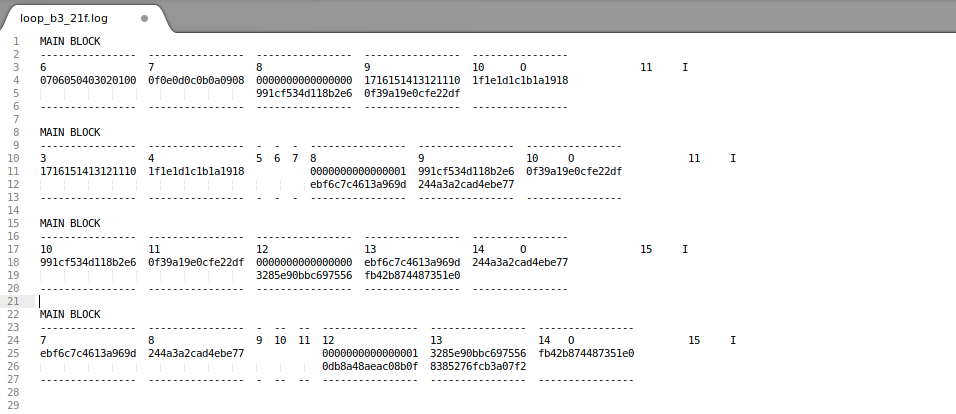 loop_b3_21f.log
1 MAIN BLOCK
2 ---------------- ---------------- ---------------- ---------------- ----------------
3 6 7 8 9 10 O 11 I
4 0706050403020100 0f0e0d0c0b0a0908 0000000000000000 1716151413121110 1f1e1d1c1b1a1918
5 991cf534d118b2e6 0f39a19e0cfe22df
6 ---------------- ---------------- ---------------- ---------------- ----------------
7
8 MAIN BLOCK
9 ---------------- ---------------- - - - ---------------- ---------------- ----------------
10 3 4 5 6 7 8 9 10 O 11 I
11 1716151413121110 1f1e1d1c1b1a1918 0000000000000001 991cf534d118b2e6 0f39a19e0cfe22df
12 ebf6c7c4613a969d 244a3a2cad4ebe77
13 ---------------- ---------------- - - - ---------------- ---------------- ----------------
14
15 MAIN BLOCK
16 ---------------- ---------------- ---------------- ---------------- ----------------
17 10 11 12 13 14 O 15 I
18 991cf534d118b2e6 0f39a19e0cfe22df 0000000000000000 ebf6c7c4613a969d 244a3a2cad4ebe77
19 3285e90bbc697556 fb42b874487351e0
20 ---------------- ---------------- ---------------- ---------------- ----------------
21
22 MAIN BLOCK
23 ---------------- ---------------- - -- -- ---------------- ---------------- ----------------
24 7 8 9 10 11 12 13 14 O 15 I
25 ebf6c7c4613a969d 244a3a2cad4ebe77 0000000000000001 3285e90bbc697556 fb42b874487351e0
26 0db8a48aeac08b0f 8385276fcb3a07f2
27 ---------------- ---------------- - -- -- ---------------- ---------------- ----------------
28
29